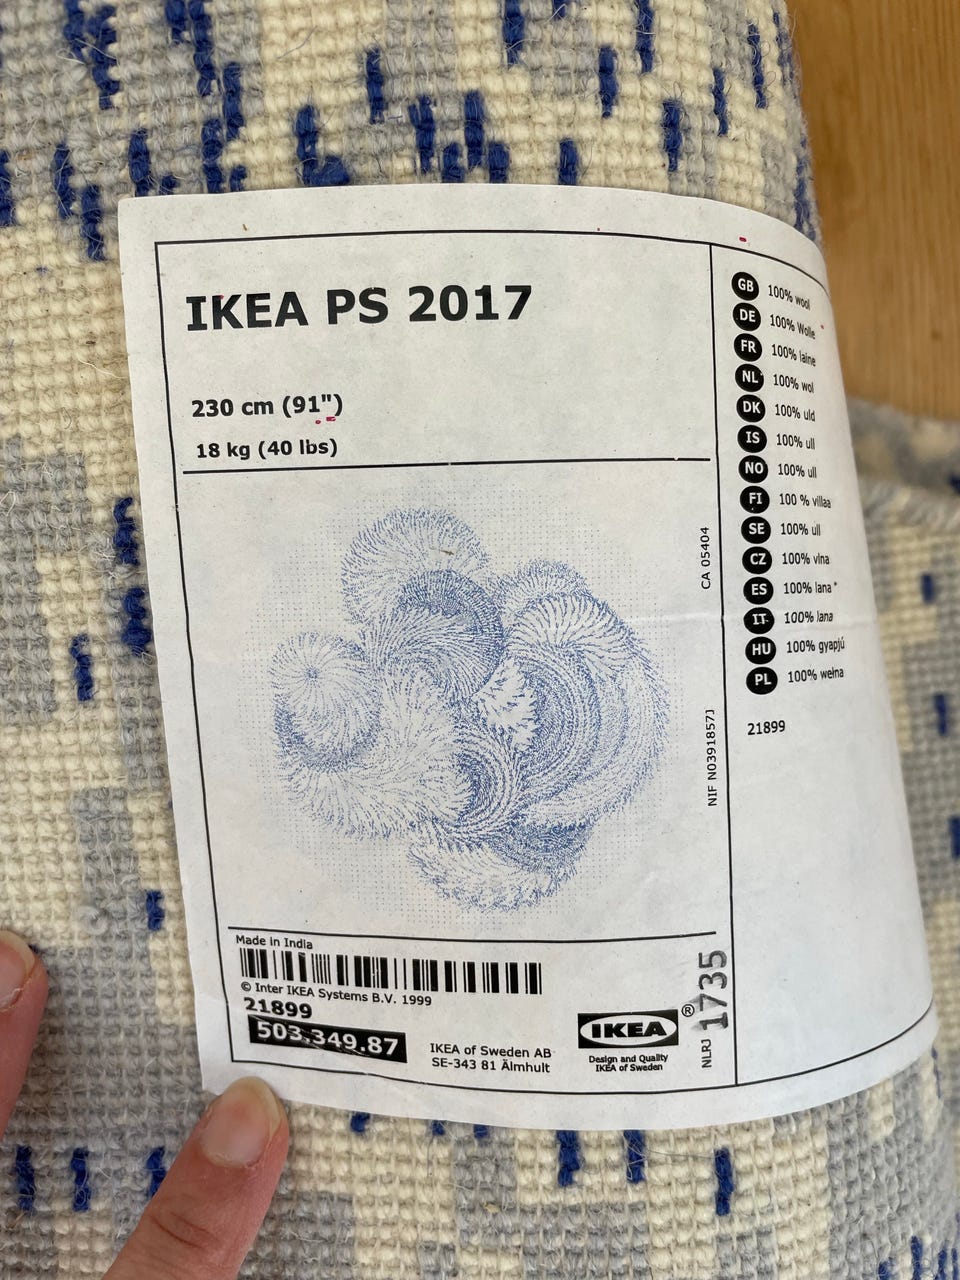 IKEA PS 2017
230 cm (91")
18 kg (40 lbs)
CA 05404
NIF N0391857J
Made in India
© Inter IKEA Systems B.V. 1999
21899
503.349.87
IKEA of Sweden AB
SE-343 81 Älmhult
IKEA®
Design and Quality
IKEA of Sweden
NLRJ 1735
GB 100% wool
DE 100% Wolle
FR 100% laine
NL 100% wol
DK 100% uld
IS 100% ull
NO 100% ull
FI 100 % villaa
SE 100% ull
CZ 100% vlna
ES 100% lana
IT 100% lana
HU 100% gyapjú
PL 100% wełna
21899